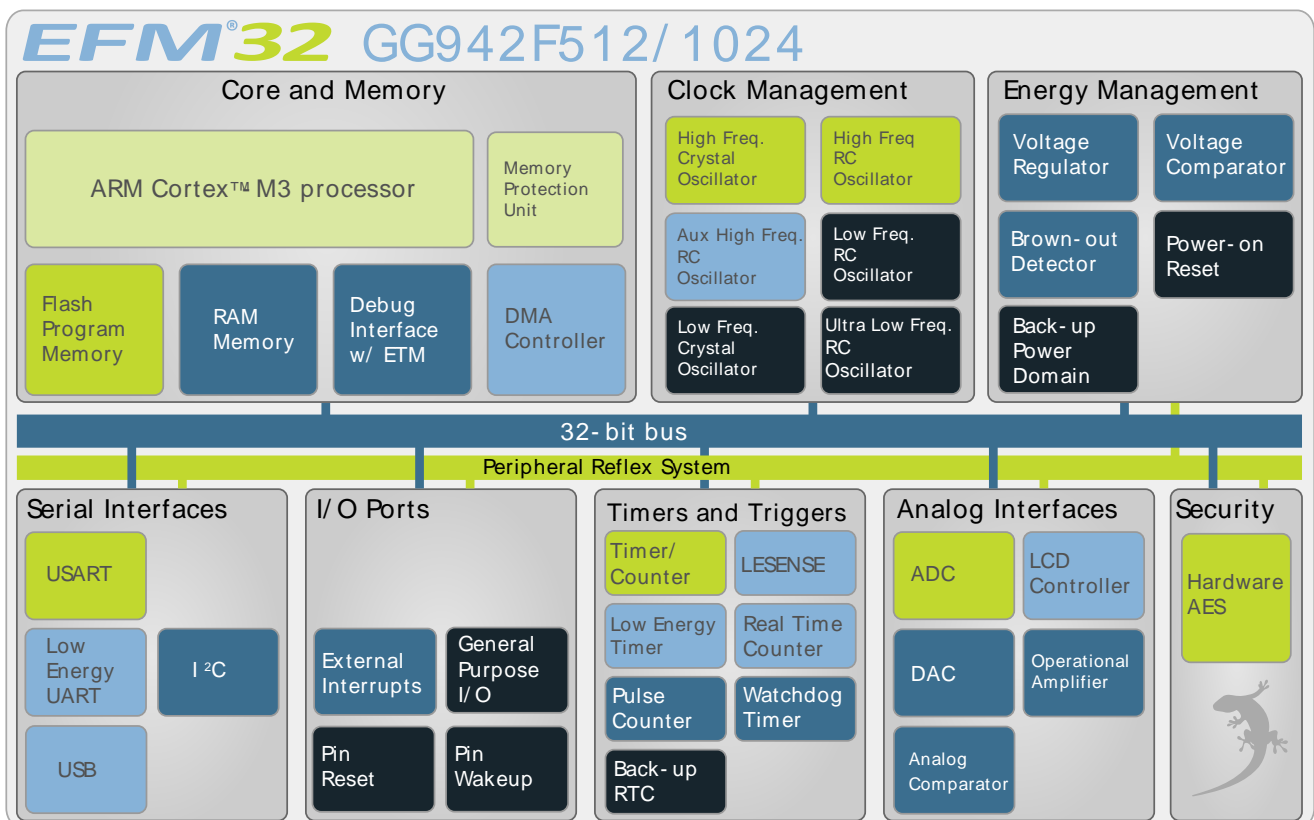 EFM®32 GG942F512/1024
Core and Memory
ARM Cortex™ M3 processor
Memory
Protection
Unit
Flash
Program
Memory
RAM
Memory
Debug
Interface
w/ ETM
DMA
Controller
Clock Management
High Freq.
Crystal
Oscillator
High Freq
RC
Oscillator
Aux High Freq.
RC
Oscillator
Low Freq.
RC
Oscillator
Low Freq.
Crystal
Oscillator
Ultra Low Freq.
RC
Oscillator
Energy Management
Voltage
Regulator
Voltage
Comparator
Brown-out
Detector
Power-on
Reset
Back-up
Power
Domain
32-bit bus
Peripheral Reflex System
Serial Interfaces
USART
Low
Energy
UART
I²C
USB
I/O Ports
External
Interrupts
General
Purpose
I/O
Pin
Reset
Pin
Wakeup
Timers and Triggers
Timer/
Counter
LESENSE
Low Energy
Timer
Real Time
Counter
Pulse
Counter
Watchdog
Timer
Back-up
RTC
Analog Interfaces
ADC
LCD
Controller
DAC
Operational
Amplifier
Analog
Comparator
Security
Hardware
AES